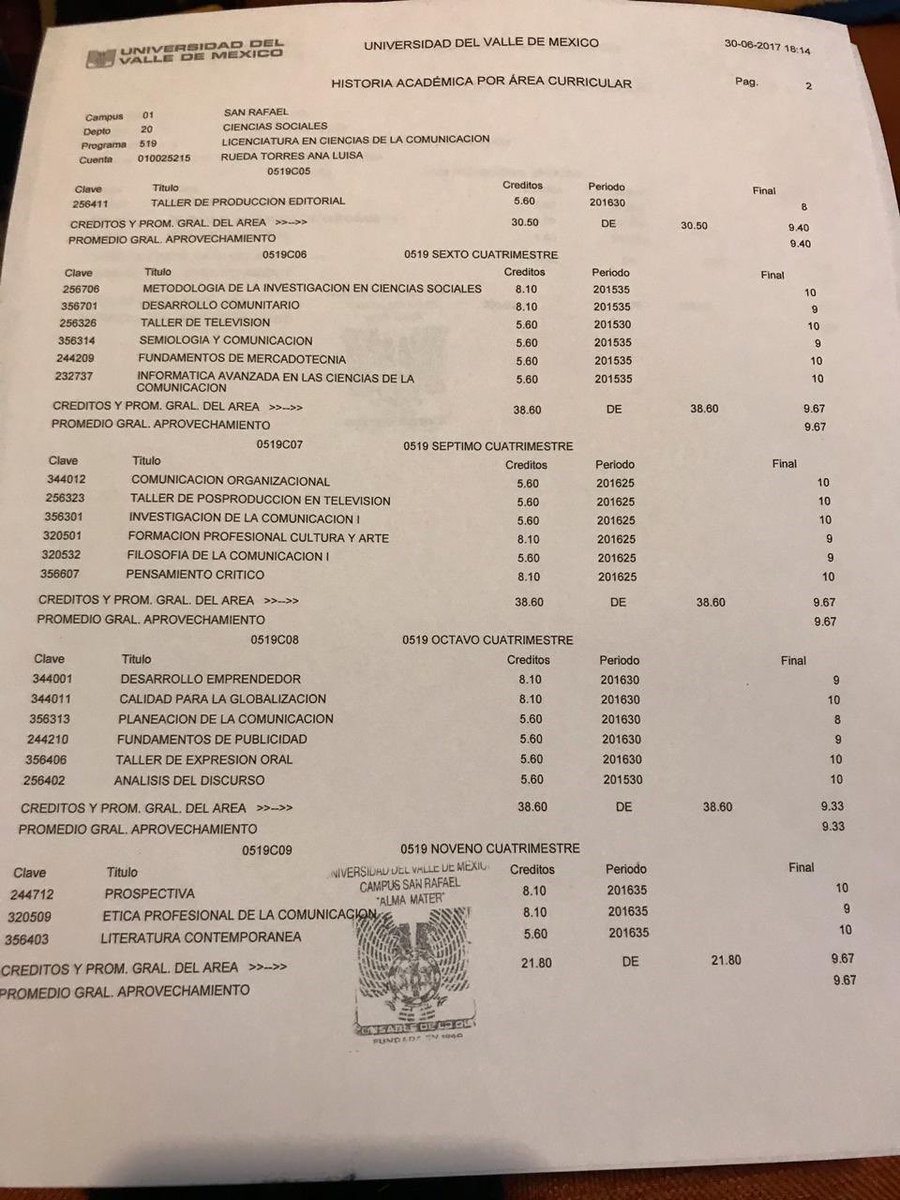 UNIVERSIDAD DEL
VALLE DE MEXICO
UNIVERSIDAD DEL VALLE DE MEXICO
30-06-2017 18:14
HISTORIA ACADÉMICA POR ÁREA CURRICULAR
Pag. 2
Campus 01 SAN RAFAEL
Depto 20 CIENCIAS SOCIALES
Programa 519 LICENCIATURA EN CIENCIAS DE LA COMUNICACION
Cuenta 010025215 RUEDA TORRES ANA LUISA
0519C05
Clave Título Creditos Periodo Final
256411 TALLER DE PRODUCCION EDITORIAL 5.60 201630 8
CREDITOS Y PROM. GRAL. DEL AREA >>-->> 30.50 DE 30.50 9.40
PROMEDIO GRAL. APROVECHAMIENTO 9.40
0519C06 0519 SEXTO CUATRIMESTRE
Clave Título Creditos Periodo Final
256706 METODOLOGIA DE LA INVESTIGACION EN CIENCIAS SOCIALES 8.10 201535 10
356701 DESARROLLO COMUNITARIO 8.10 201535 9
256326 TALLER DE TELEVISION 5.60 201530 10
356314 SEMIOLOGIA Y COMUNICACION 5.60 201535 9
244209 FUNDAMENTOS DE MERCADOTECNIA 5.60 201535 10
232737 INFORMATICA AVANZADA EN LAS CIENCIAS DE LA 5.60 201535 10
COMUNICACION
CREDITOS Y PROM. GRAL. DEL AREA >>-->> 38.60 DE 38.60 9.67
PROMEDIO GRAL. APROVECHAMIENTO 9.67
0519C07 0519 SEPTIMO CUATRIMESTRE
Clave Título Creditos Periodo Final
344012 COMUNICACION ORGANIZACIONAL 5.60 201625 10
256323 TALLER DE POSPRODUCCION EN TELEVISION 5.60 201625 10
356301 INVESTIGACION DE LA COMUNICACION I 5.60 201625 10
320501 FORMACION PROFESIONAL CULTURA Y ARTE 8.10 201625 9
320532 FILOSOFIA DE LA COMUNICACION I 5.60 201625 9
356607 PENSAMIENTO CRITICO 8.10 201625 10
CREDITOS Y PROM. GRAL. DEL AREA >>-->> 38.60 DE 38.60 9.67
PROMEDIO GRAL. APROVECHAMIENTO 9.67
0519C08 0519 OCTAVO CUATRIMESTRE
Clave Título Creditos Periodo Final
344001 DESARROLLO EMPRENDEDOR 8.10 201630 9
344011 CALIDAD PARA LA GLOBALIZACION 8.10 201630 10
356313 PLANEACION DE LA COMUNICACION 5.60 201630 8
244210 FUNDAMENTOS DE PUBLICIDAD 5.60 201630 9
356406 TALLER DE EXPRESION ORAL 5.60 201630 10
256402 ANALISIS DEL DISCURSO 5.60 201530 10
CREDITOS Y PROM. GRAL. DEL AREA >>-->> 38.60 DE 38.60 9.33
PROMEDIO GRAL. APROVECHAMIENTO 9.33
0519C09 0519 NOVENO CUATRIMESTRE
Clave Título Creditos Periodo Final
244712 PROSPECTIVA 8.10 201635 10
320509 ETICA PROFESIONAL DE LA COMUNICACION 8.10 201635 9
356403 LITERATURA CONTEMPORANEA 5.60 201635 10
CREDITOS Y PROM. GRAL. DEL AREA >>-->> 21.80 DE 21.80 9.67
PROMEDIO GRAL. APROVECHAMIENTO 9.67
DEL VALLE DE
CAMPUS SAN RAFAEL
"ALMA MATER"